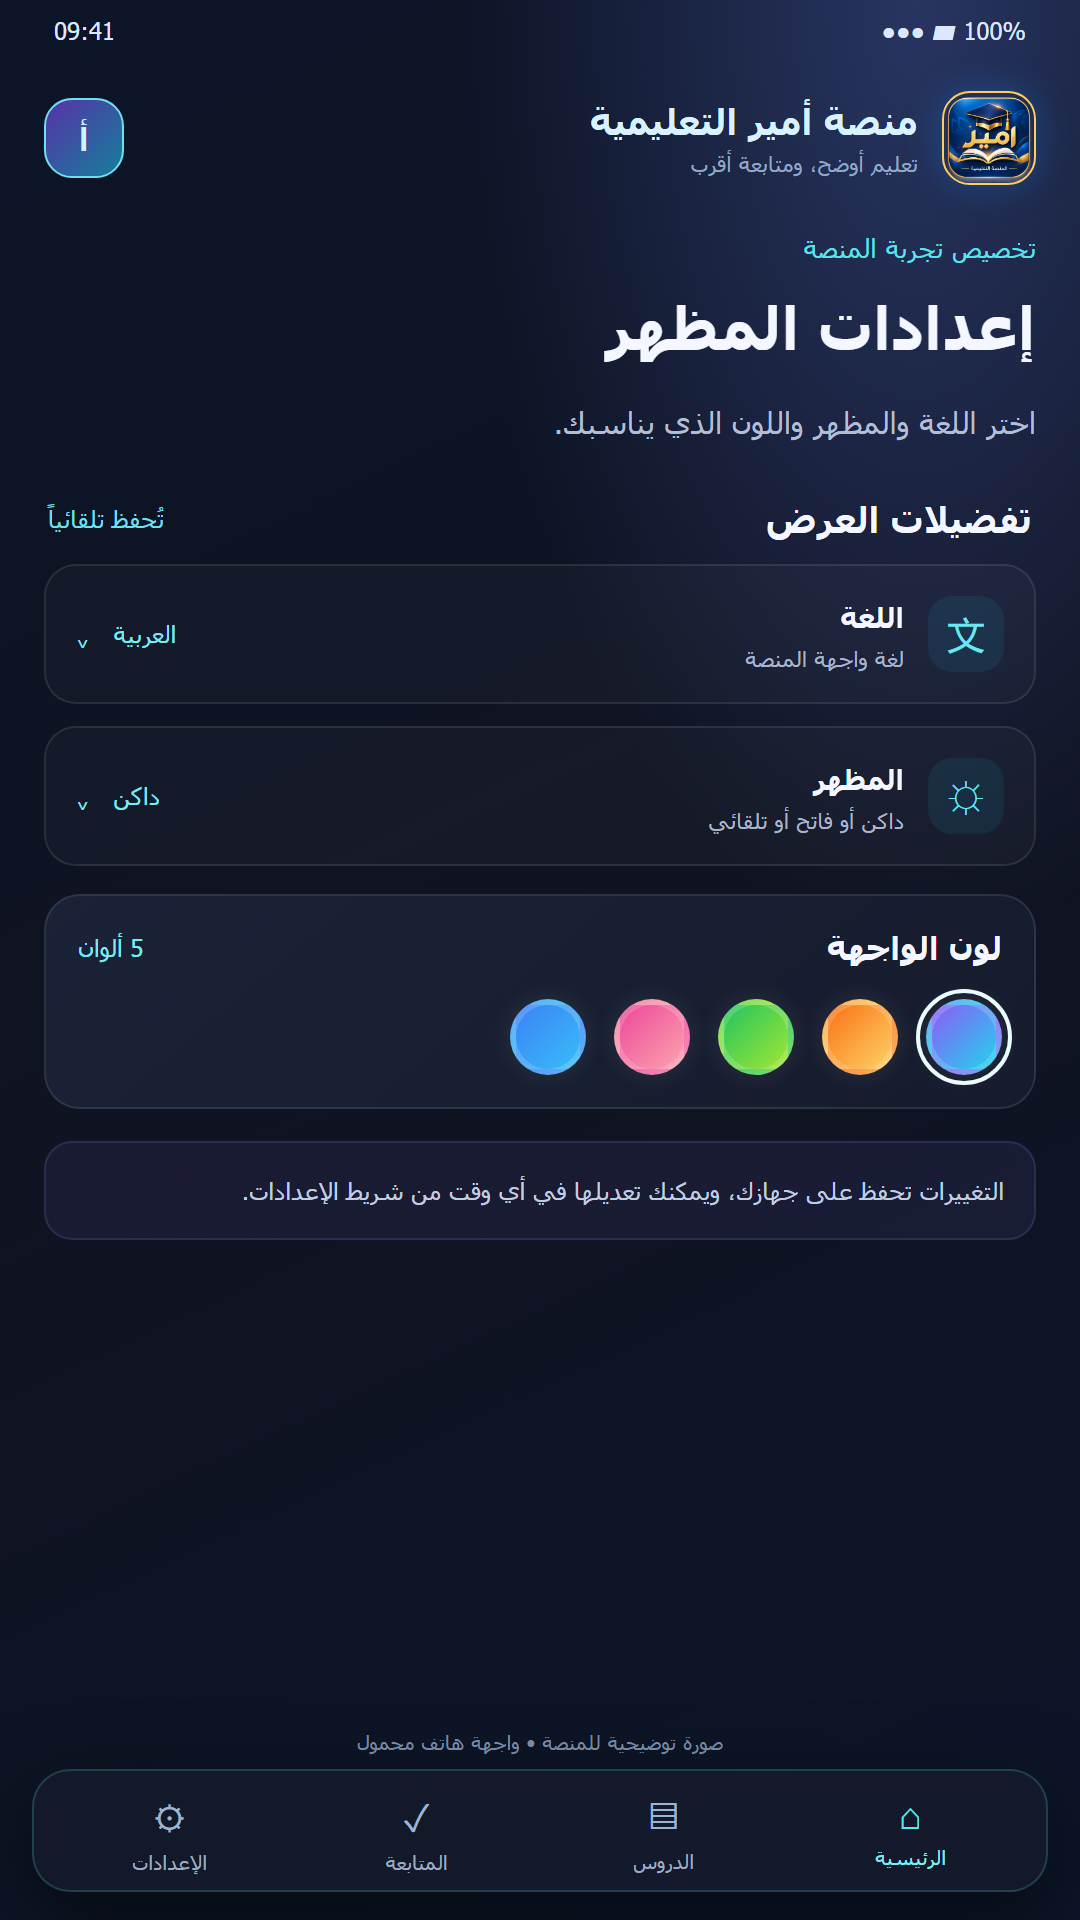 09:41
100%
منصة أمير التعليمية
تعليم أوضح، ومتابعة أقرب
أ
أمير
تخصيص تجربة المنصة
إعدادات المظهر
اختر اللغة والمظهر واللون الذي يناسبك.
تفضيلات العرض
تُحفظ تلقائياً
文
اللغة
لغة واجهة المنصة
العربية
المظهر
داكن أو فاتح أو تلقائي
داكن
لون الواجهة
5 ألوان
التغييرات تحفظ على جهازك، ويمكنك تعديلها في أي وقت من شريط الإعدادات.
صورة توضيحية للمنصة • واجهة هاتف محمول
الرئيسية
الدروس
المتابعة
الإعدادات